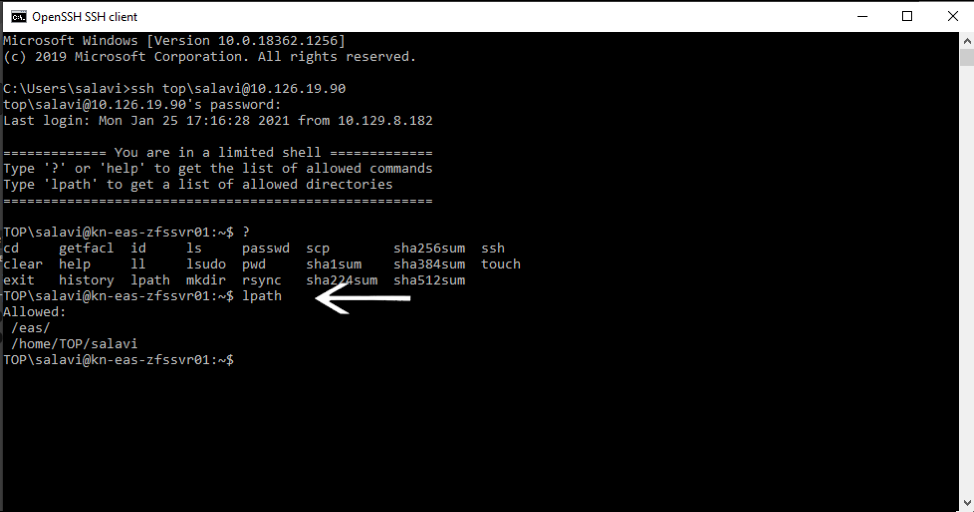 OpenSSH SSH client
Microsoft Windows [Version 10.0.18362.1256]
(c) 2019 Microsoft Corporation. All rights reserved.
C:\Users\salavi>ssh top\salavi@10.126.19.90
top\salavi@10.126.19.90's password:
Last login: Mon Jan 25 17:16:28 2021 from 10.129.8.182
============= You are in a limited shell =============
Type '?' or 'help' to get the list of allowed commands
Type 'lpath' to get a list of allowed directories
======================================================
TOP\salavi@kn-eas-zfssvr01:~$ ?
cd     getfacl  id     ls     passwd  scp        sha256sum  ssh
clear  help     ll     lsudo  pwd     sha1sum    sha384sum  touch
exit   history  lpath  mkdir  rsync   sha224sum  sha512sum
TOP\salavi@kn-eas-zfssvr01:~$ lpath
Allowed:
 /eas/
 /home/TOP/salavi
TOP\salavi@kn-eas-zfssvr01:~$